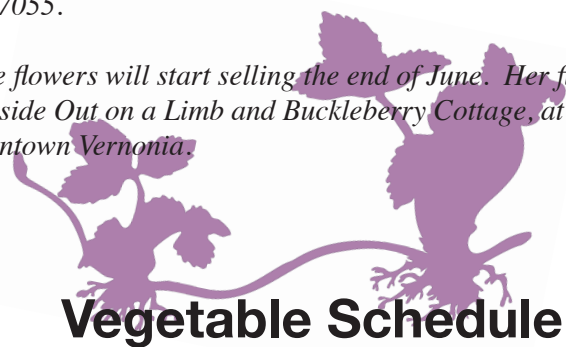 7055.
e flowers will start selling the end of June. Her f
side Out on a Limb and Buckleberry Cottage, at
ntown Vernonia.
Vegetable Schedule